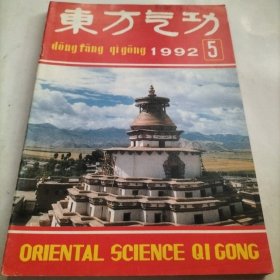 東方气功
dōng fāng qì gōng 1992 5
ORIENTAL SCIENCE QI GONG